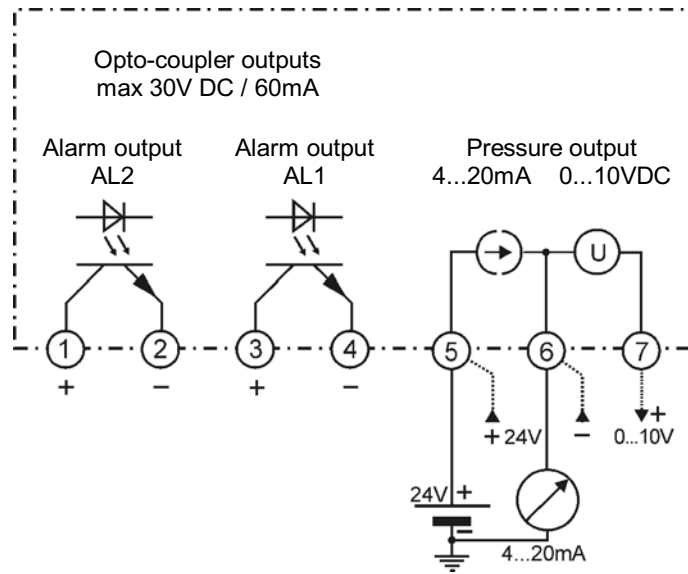 Opto-coupler outputs
max 30V DC / 60mA
Alarm output
AL2
Alarm output
AL1
Pressure output
4...20mA 0...10VDC
U
1 2 3 4 5 6 7
+ − + −
+ 24V − + 0...10V
24V +
−
4...20mA